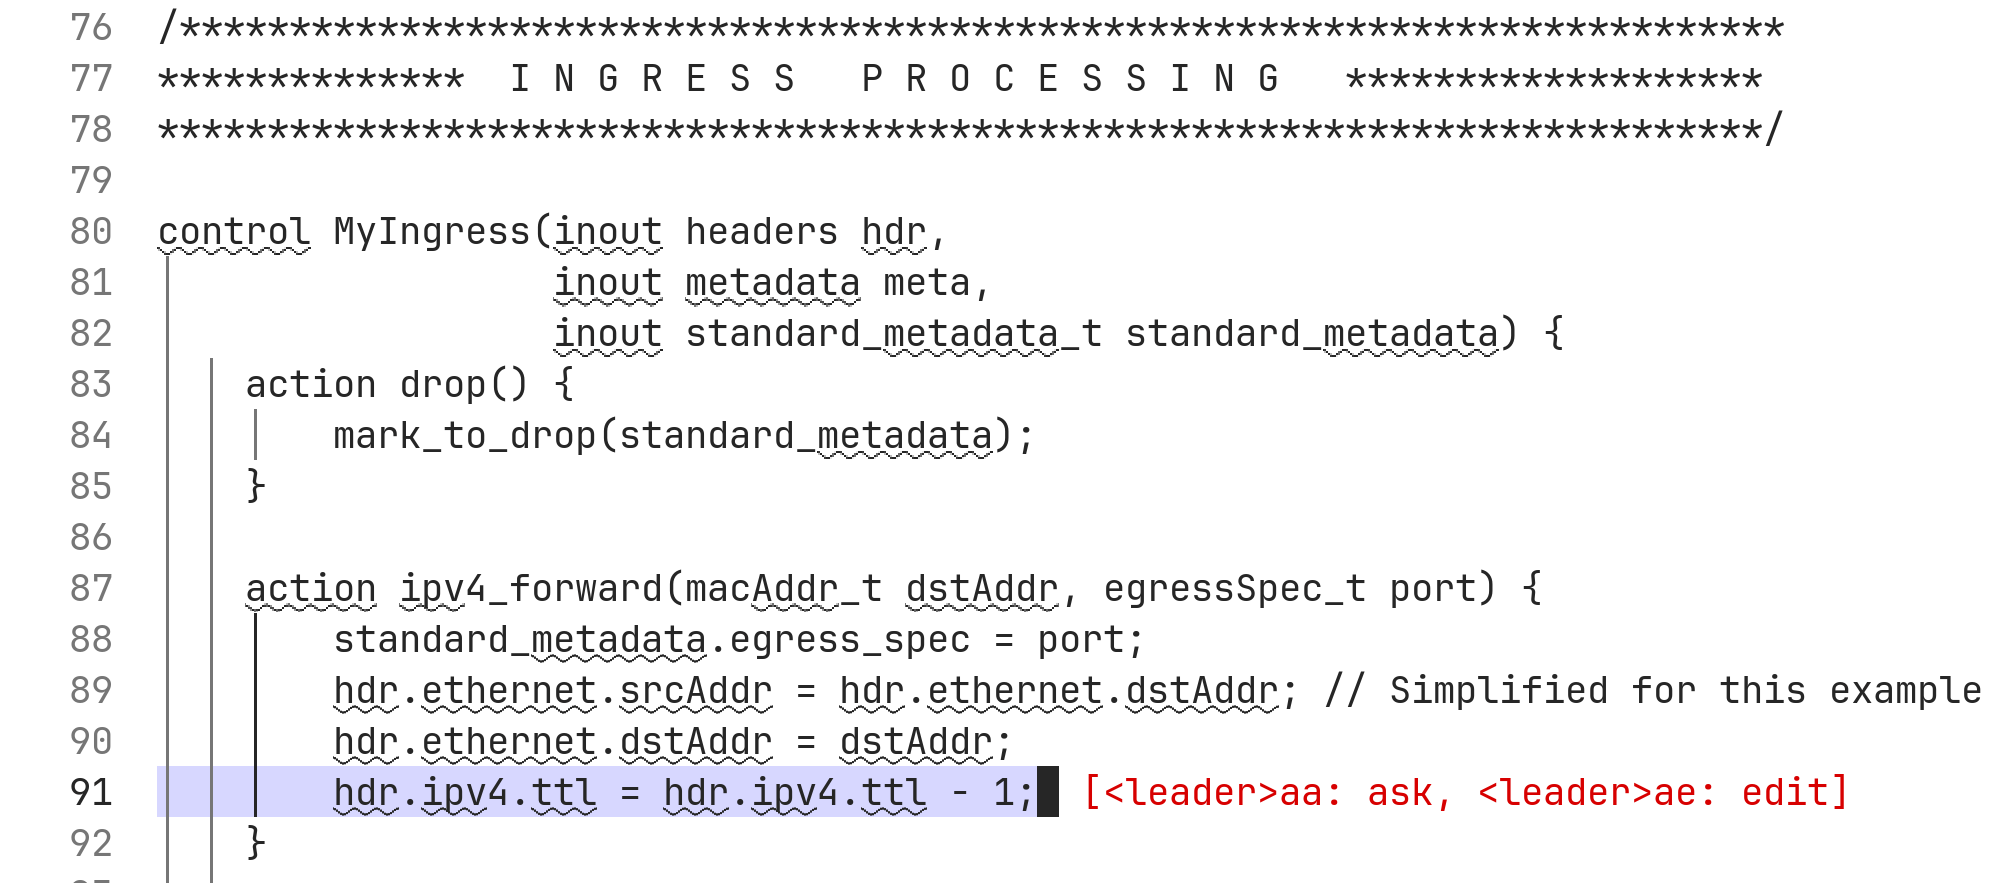 76 /*************************************************************************
77 **************  I N G R E S S   P R O C E S S I N G   *******************
78 *************************************************************************/
79
80 control MyIngress(inout headers hdr,
81                   inout metadata meta,
82                   inout standard_metadata_t standard_metadata) {
83     action drop() {
84         mark_to_drop(standard_metadata);
85     }
86
87     action ipv4_forward(macAddr_t dstAddr, egressSpec_t port) {
88         standard_metadata.egress_spec = port;
89         hdr.ethernet.srcAddr = hdr.ethernet.dstAddr; // Simplified for this example
90         hdr.ethernet.dstAddr = dstAddr;
91         hdr.ipv4.ttl = hdr.ipv4.ttl - 1; [<leader>aa: ask, <leader>ae: edit]
92     }